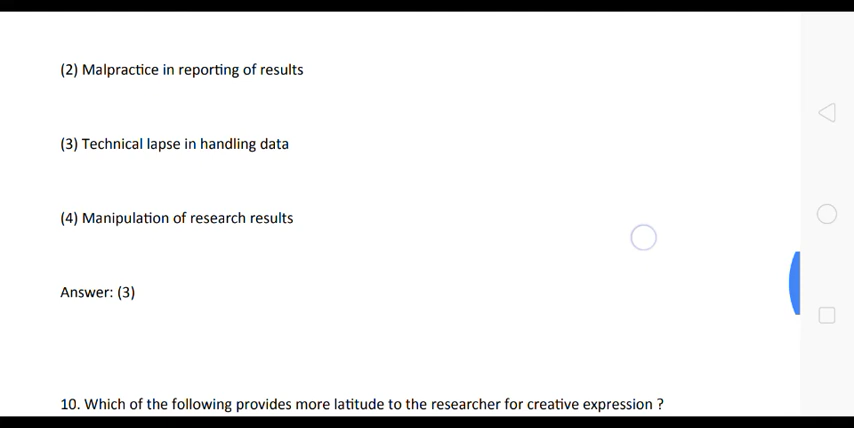 (2) Malpractice in reporting of results
(3) Technical lapse in handling data
(4) Manipulation of research results
Answer: (3)
10. Which of the following provides more latitude to the researcher for creative expression ?